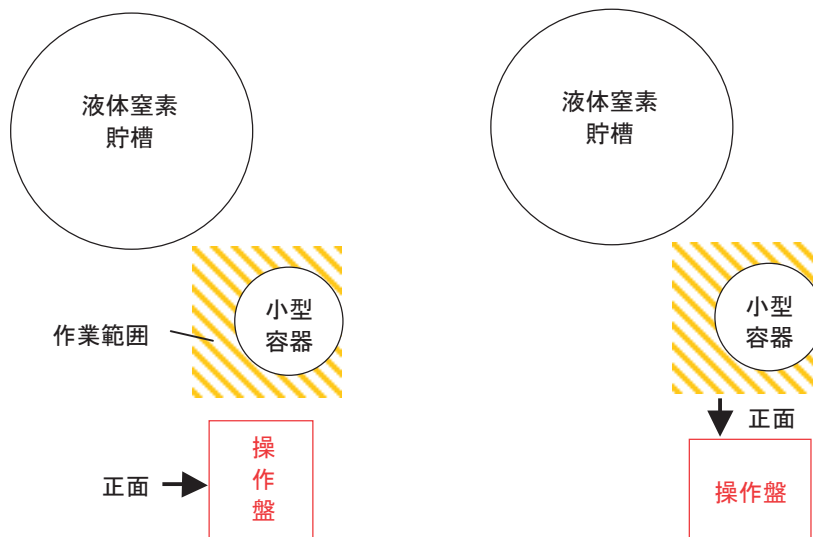 液体窒素
貯槽
小型
容器
作業範囲
操
作
盤
正面
液体窒素
貯槽
小型
容器
正面
操作盤